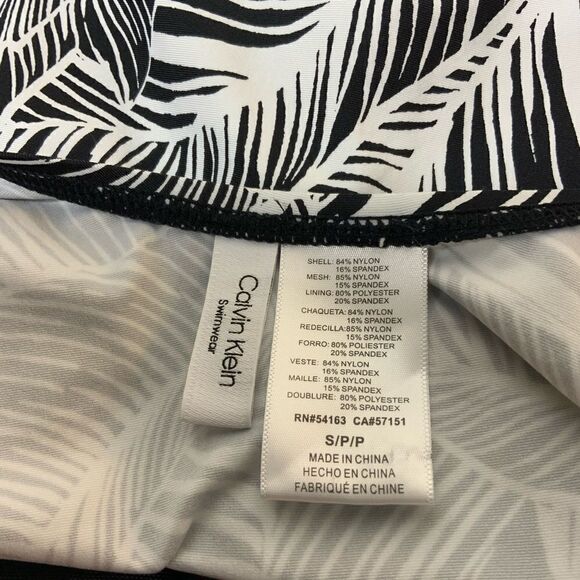 Calvin Klein
Swimwear
SHELL: 84% NYLON
16% SPANDEX
MESH: 85% NYLON
15% SPANDEX
LINING: 80% POLYESTER
20% SPANDEX
CHAQUETA: 84% NYLON
16% SPANDEX
REDECILLA:85% NYLON
15% SPANDEX
FORRO: 80% POLIESTER
20% SPANDEX
VESTE: 84% NYLON
16% SPANDEX
MAILLE: 85% NYLON
15% SPANDEX
DOUBLURE: 80% POLYESTER
20% SPANDEX
RN#54163 CA#57151
S/P/P
MADE IN CHINA
HECHO EN CHINA
FABRIQUÉ EN CHINE